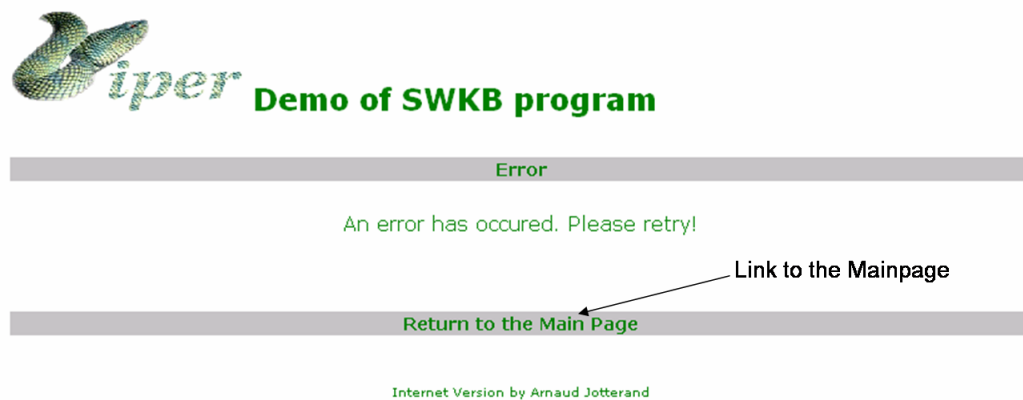 Viper
Demo of SWKB program
Error
An error has occured. Please retry!
Link to the Mainpage
Return to the Main Page
Internet Version by Arnaud Jotterand